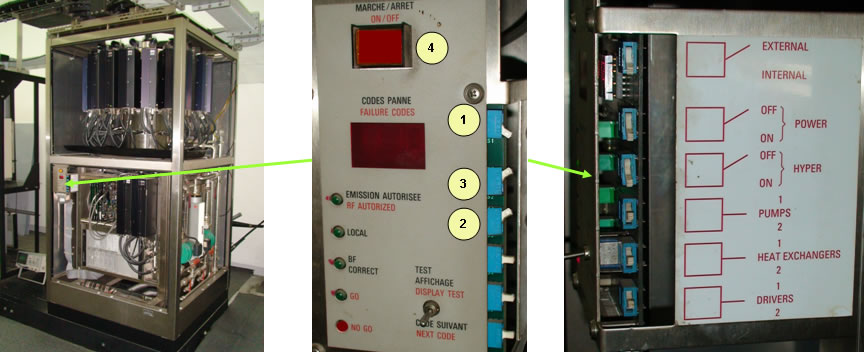 MARCHE/ARRET
ON/OFF
4
CODES PANNE
FAILURE CODES
1
3
EMISSION AUTORISEE
RF AUTORIZED
2
LOCAL
BF
CORRECT
TEST
AFFICHAGE
DISPLAY TEST
GO
NO GO
CODE SUIVANT
NEXT CODE
EXTERNAL
INTERNAL
OFF
ON
POWER
OFF
ON
HYPER
1
PUMPS
2
1
HEAT EXCHANGERS
2
1
DRIVERS
2